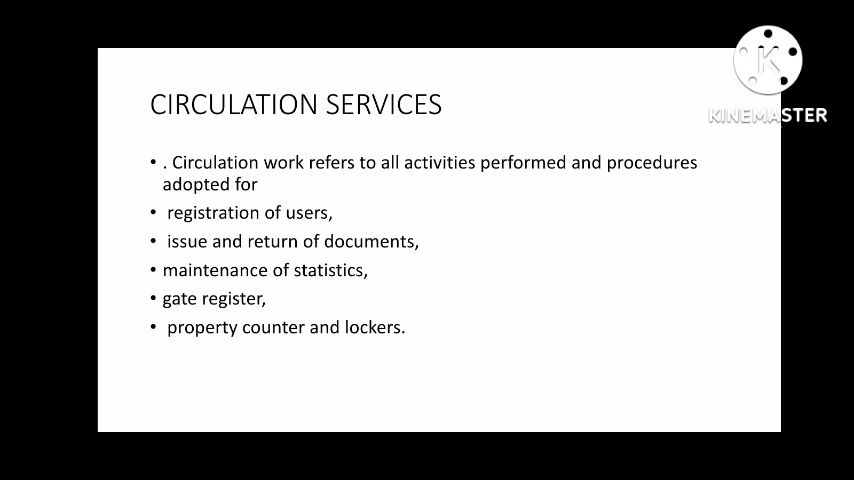 K
KINEMASTER
CIRCULATION SERVICES
• . Circulation work refers to all activities performed and procedures
adopted for
• registration of users,
• issue and return of documents,
• maintenance of statistics,
• gate register,
• property counter and lockers.